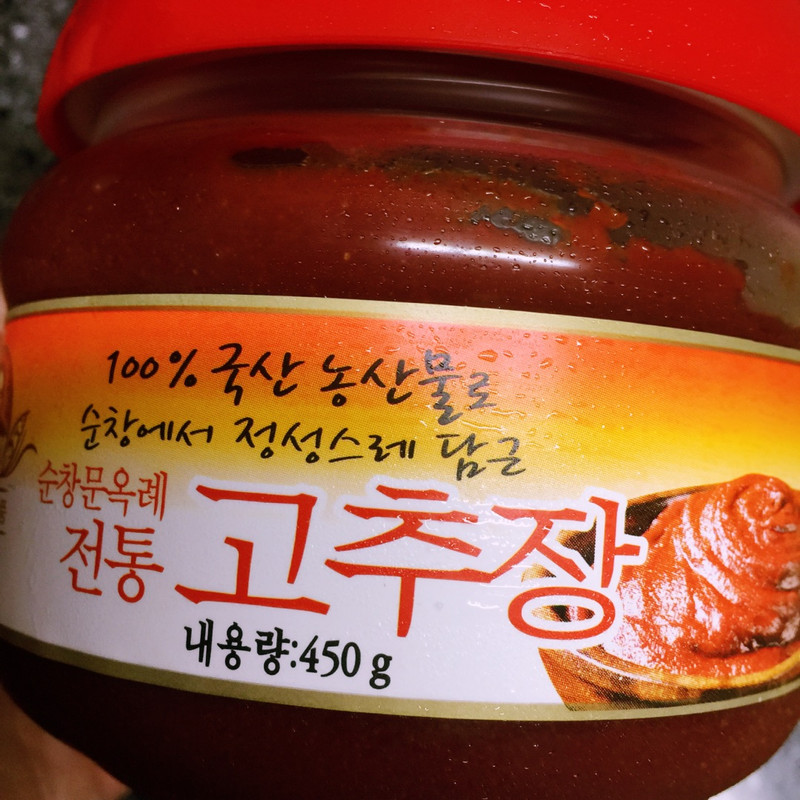 100% 국산 농산물로
순창에서 정성스레 담근
순창문옥례
전통 고추장
내용량:450 g